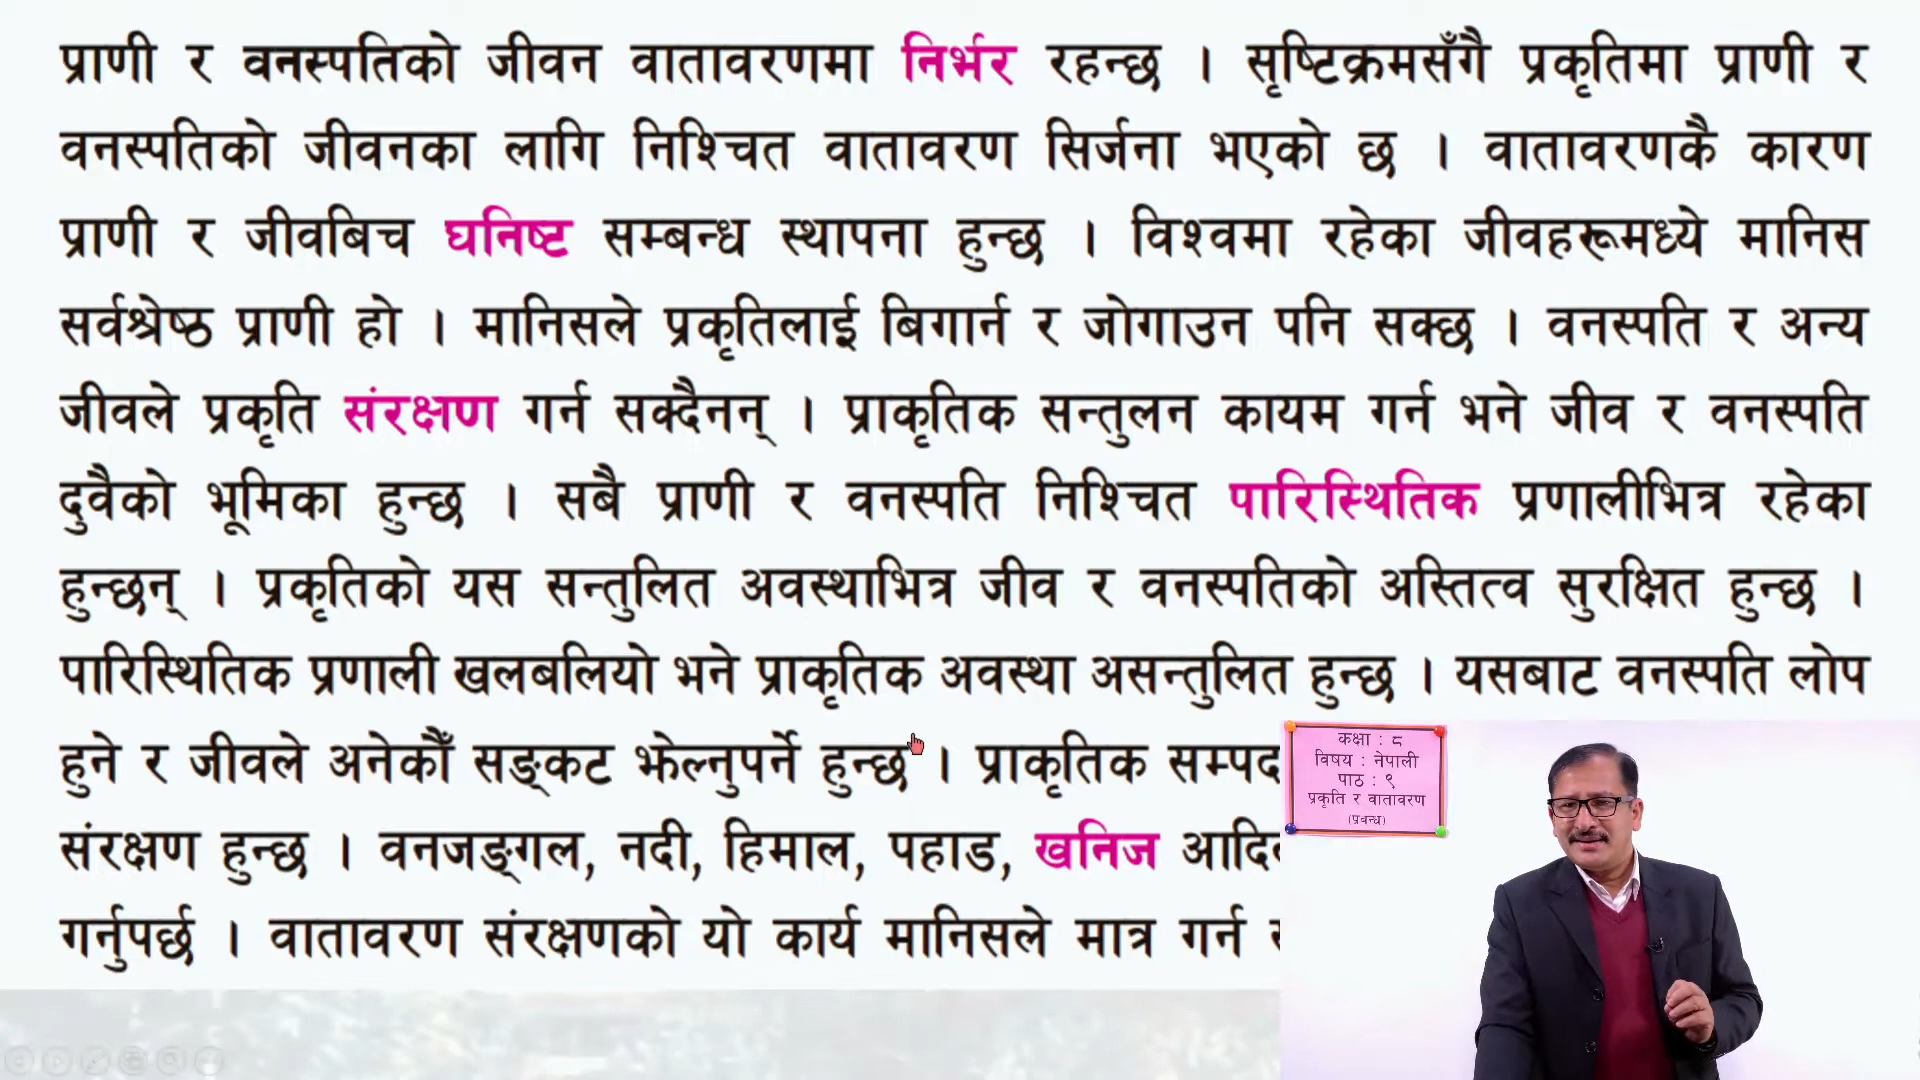 प्राणी र वनस्पतिको जीवन वातावरणमा निर्भर रहन्छ । सृष्टिक्रमसँगै प्रकृतिमा प्राणी र
वनस्पतिको जीवनका लागि निश्चित वातावरण सिर्जना भएको छ । वातावरणकै कारण
प्राणी र जीवबिच घनिष्ट सम्बन्ध स्थापना हुन्छ । विश्वमा रहेका जीवहरूमध्ये मानिस
सर्वश्रेष्ठ प्राणी हो । मानिसले प्रकृतिलाई बिगार्न र जोगाउन पनि सक्छ । वनस्पति र अन्य
जीवले प्रकृति संरक्षण गर्न सक्दैनन् । प्राकृतिक सन्तुलन कायम गर्न भने जीव र वनस्पति
दुवैको भूमिका हुन्छ । सबै प्राणी र वनस्पति निश्चित पारिस्थितिक प्रणालीभित्र रहेका
हुन्छन् । प्रकृतिको यस सन्तुलित अवस्थाभित्र जीव र वनस्पतिको अस्तित्व सुरक्षित हुन्छ ।
पारिस्थितिक प्रणाली खलबलियो भने प्राकृतिक अवस्था असन्तुलित हुन्छ । यसबाट वनस्पति लोप
हुने र जीवले अनेकौँ सङ्कट झेल्नुपर्ने हुन्छ । प्राकृतिक सम्पद
संरक्षण हुन्छ । वनजङ्गल, नदी, हिमाल, पहाड, खनिज
गर्नुपर्छ । वातावरण संरक्षणको यो कार्य मानिसले मात्र गर्न
कक्षा : ८
विषय : नेपाली
पाठ : ९
प्रकृति र वातावरण
(प्रबन्ध)